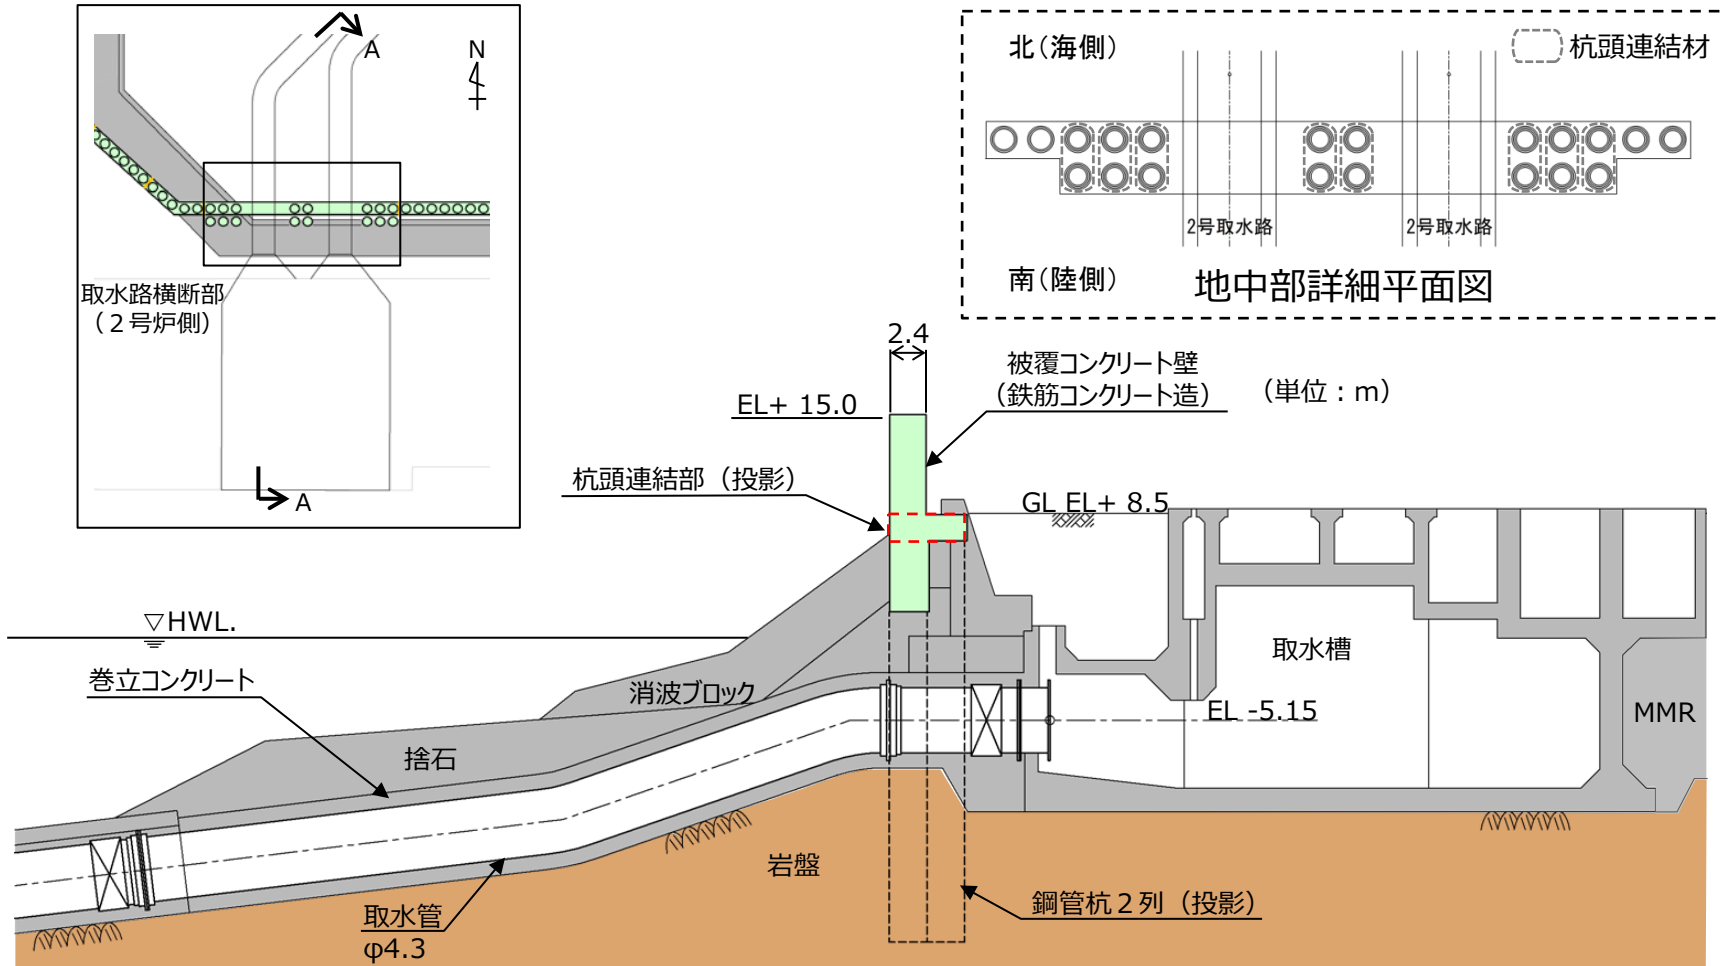 A
N
取水路横断部
（２号炉側）
A
北（海側）
杭頭連結材
2号取水路
2号取水路
南（陸側）
地中部詳細平面図
2.4
被覆コンクリート壁
（鉄筋コンクリート造）
（単位：m）
EL+ 15.0
杭頭連結部（投影）
GL EL+ 8.5
▽HWL.
巻立コンクリート
消波ブロック
取水槽
EL -5.15
MMR
捨石
岩盤
取水管
φ4.3
鋼管杭２列（投影）